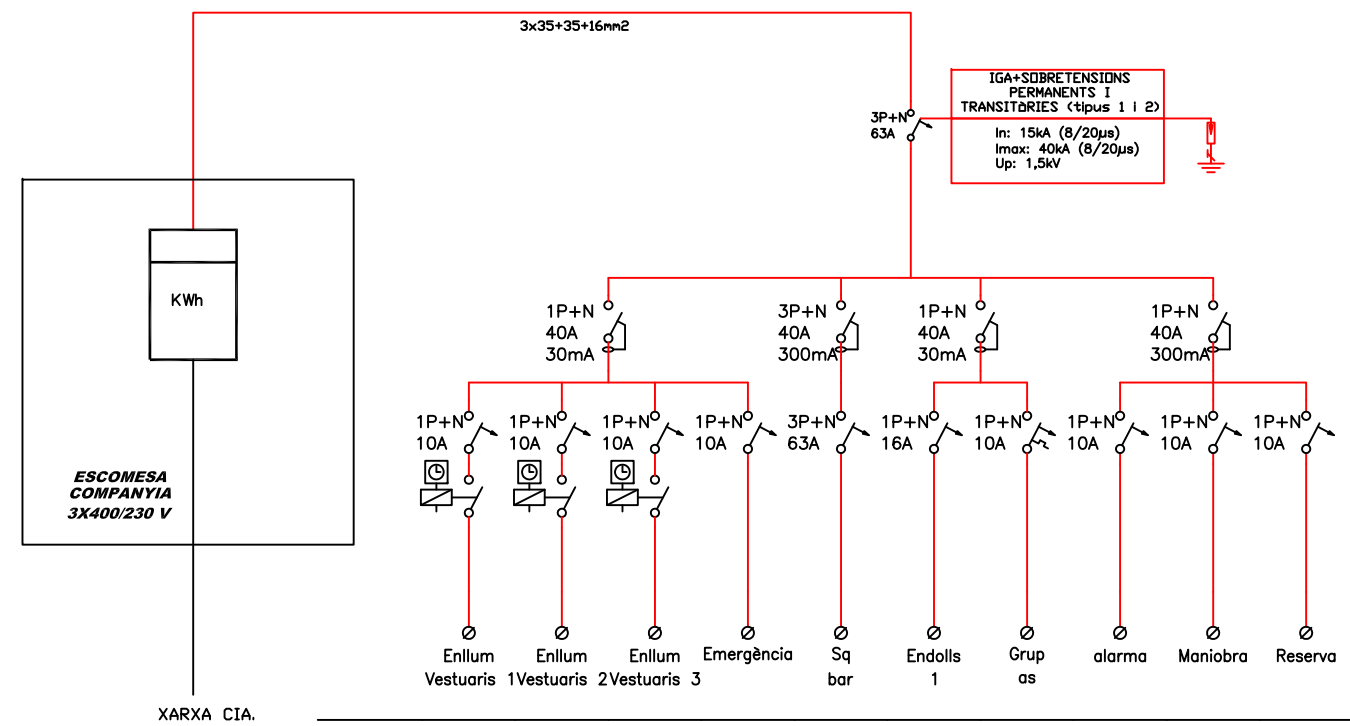 3x35+35+16mm2
IGA+SOBRETENSIONS
PERMANENTS I
TRANSITòRIES (tipus 1 i 2)
In: 15kA (8/20µs)
Imax: 40kA (8/20µs)
Up: 1,5kV
3P+N
63A
KWh
ESCOMESA
COMPANYIA
3X400/230 V
XARXA CIA.
1P+N
40A
30mA
3P+N
40A
300mA
1P+N
40A
30mA
1P+N
40A
300mA
1P+N
10A
1P+N
10A
1P+N
10A
1P+N
10A
3P+N
63A
1P+N
16A
1P+N
10A
1P+N
10A
1P+N
10A
1P+N
10A
Enllum
Vestuaris 1
Enllum
Vestuaris 2
Enllum
Vestuaris 3
Emergència
Sq
bar
Endolls
1
Grup
as
alarma
Maniobra
Reserva